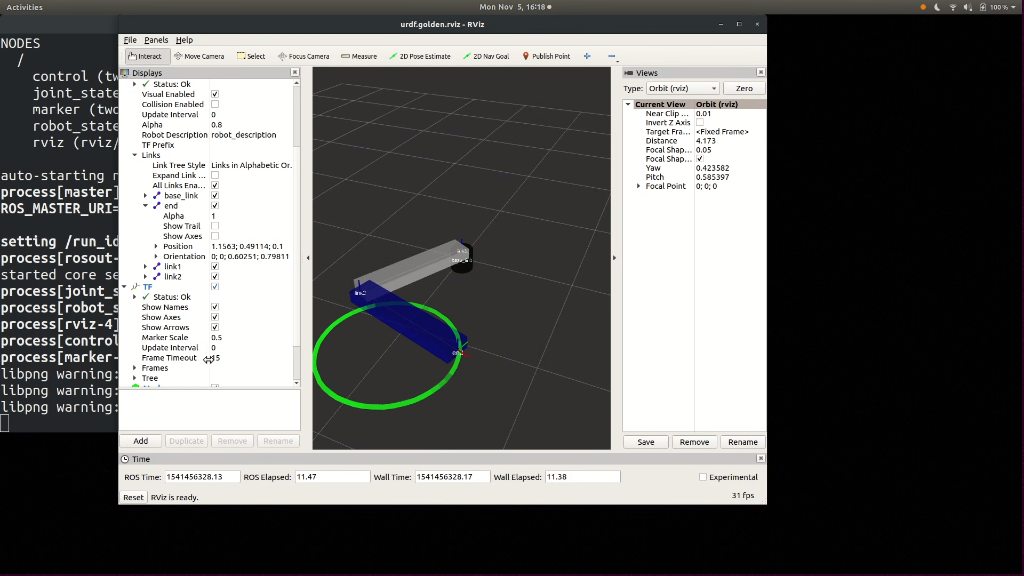 Activities
Mon Nov 5, 16:18
100 %
urdf.golden.rviz - RViz
File Panels Help
Interact Move Camera Select Focus Camera Measure 2D Pose Estimate 2D Nav Goal Publish Point
NODES
/
control (tw
joint_state
marker (two
robot_state
rviz (rviz/
auto-starting
process[master]
ROS_MASTER_URI=
setting /run_id
process[rosout-
started core se
process[joint_s
process[robot_s
process[rviz-4]
process[control
process[marker-
libpng warning:
libpng warning:
libpng warning:
Displays
Status: Ok
Visual Enabled
Collision Enabled
Update Interval 0
Alpha 0.8
Robot Description robot_description
TF Prefix
Links
Link Tree Style Links in Alphabetic Or.
Expand Link ...
All Links Ena...
base_link
end
Alpha 1
Show Trail
Show Axes
Position 1.1563; 0.49114; 0.1
Orientation 0; 0; 0.60251; 0.79811
link1
link2
TF
Status: Ok
Show Names
Show Axes
Show Arrows
Marker Scale 0.5
Update Interval 0
Frame Timeout
Frames
Tree
Add Duplicate Remove Rename
Views
Type: Orbit (rviz) Zero
Current View Orbit (rviz)
Near Clip ... 0.01
Invert Z Axis
Target Fra... <Fixed Frame>
Distance 4.173
Focal Shap... 0.05
Focal Shap...
Yaw 0.423582
Pitch 0.585397
Focal Point 0; 0; 0
Save Remove Rename
Time
ROS Time: 1541456328.13 ROS Elapsed: 11.47 Wall Time: 1541456328.17 Wall Elapsed: 11.38 Experimental
Reset RViz is ready. 31 fps